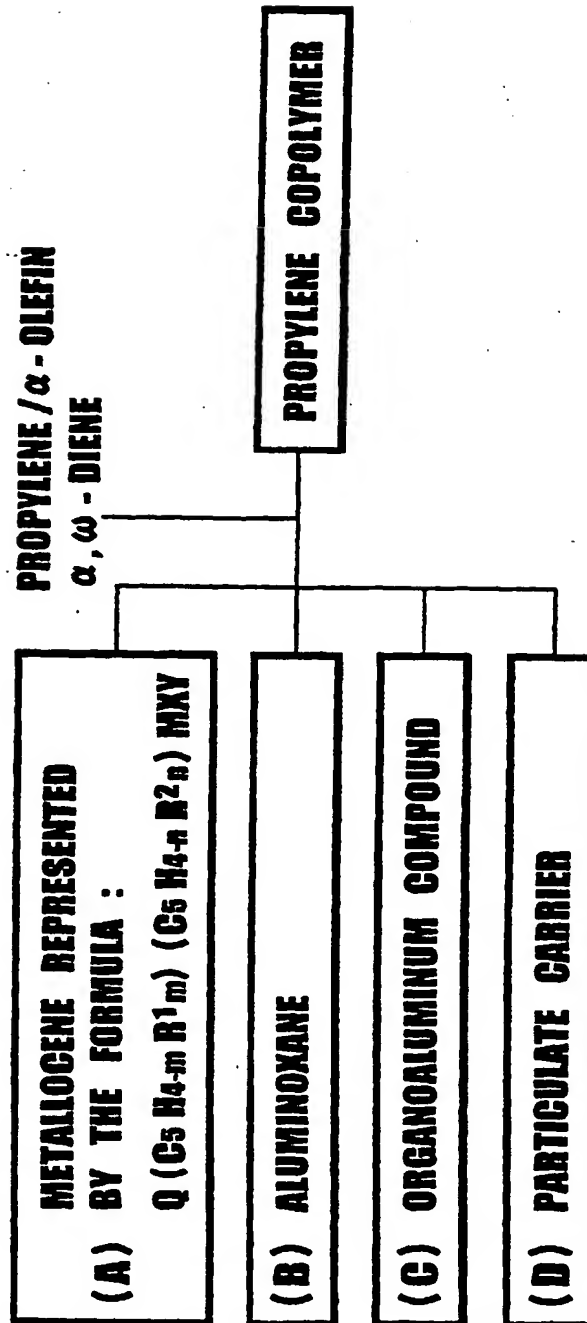 METALLOCENE REPRESENTED
(A) BY THE FORMULA :
Q (C5 H4-m R1m) (C5 H4-n R2n) MXY
(B) ALUMINOXANE
(C) ORGANOALUMINUM COMPOUND
(D) PARTICULATE CARRIER
PROPYLENE / α - OLEFIN
α , ω - DIENE
PROPYLENE COPOLYMER